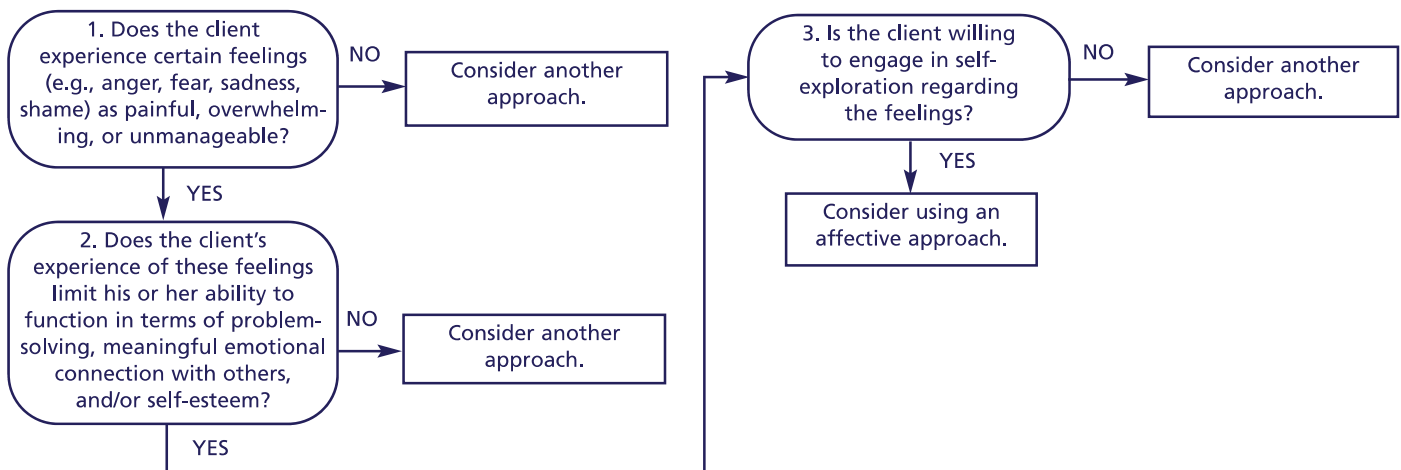 1. Does the client
experience certain feelings
(e.g., anger, fear, sadness,
shame) as painful, overwhelm-
ing, or unmanageable?
NO
Consider another
approach.
YES
2. Does the client’s
experience of these feelings
limit his or her ability to
function in terms of problem-
solving, meaningful emotional
connection with others,
and/or self-esteem?
NO
Consider another
approach.
YES
3. Is the client willing
to engage in self-
exploration regarding
the feelings?
NO
Consider another
approach.
YES
Consider using an
affective approach.